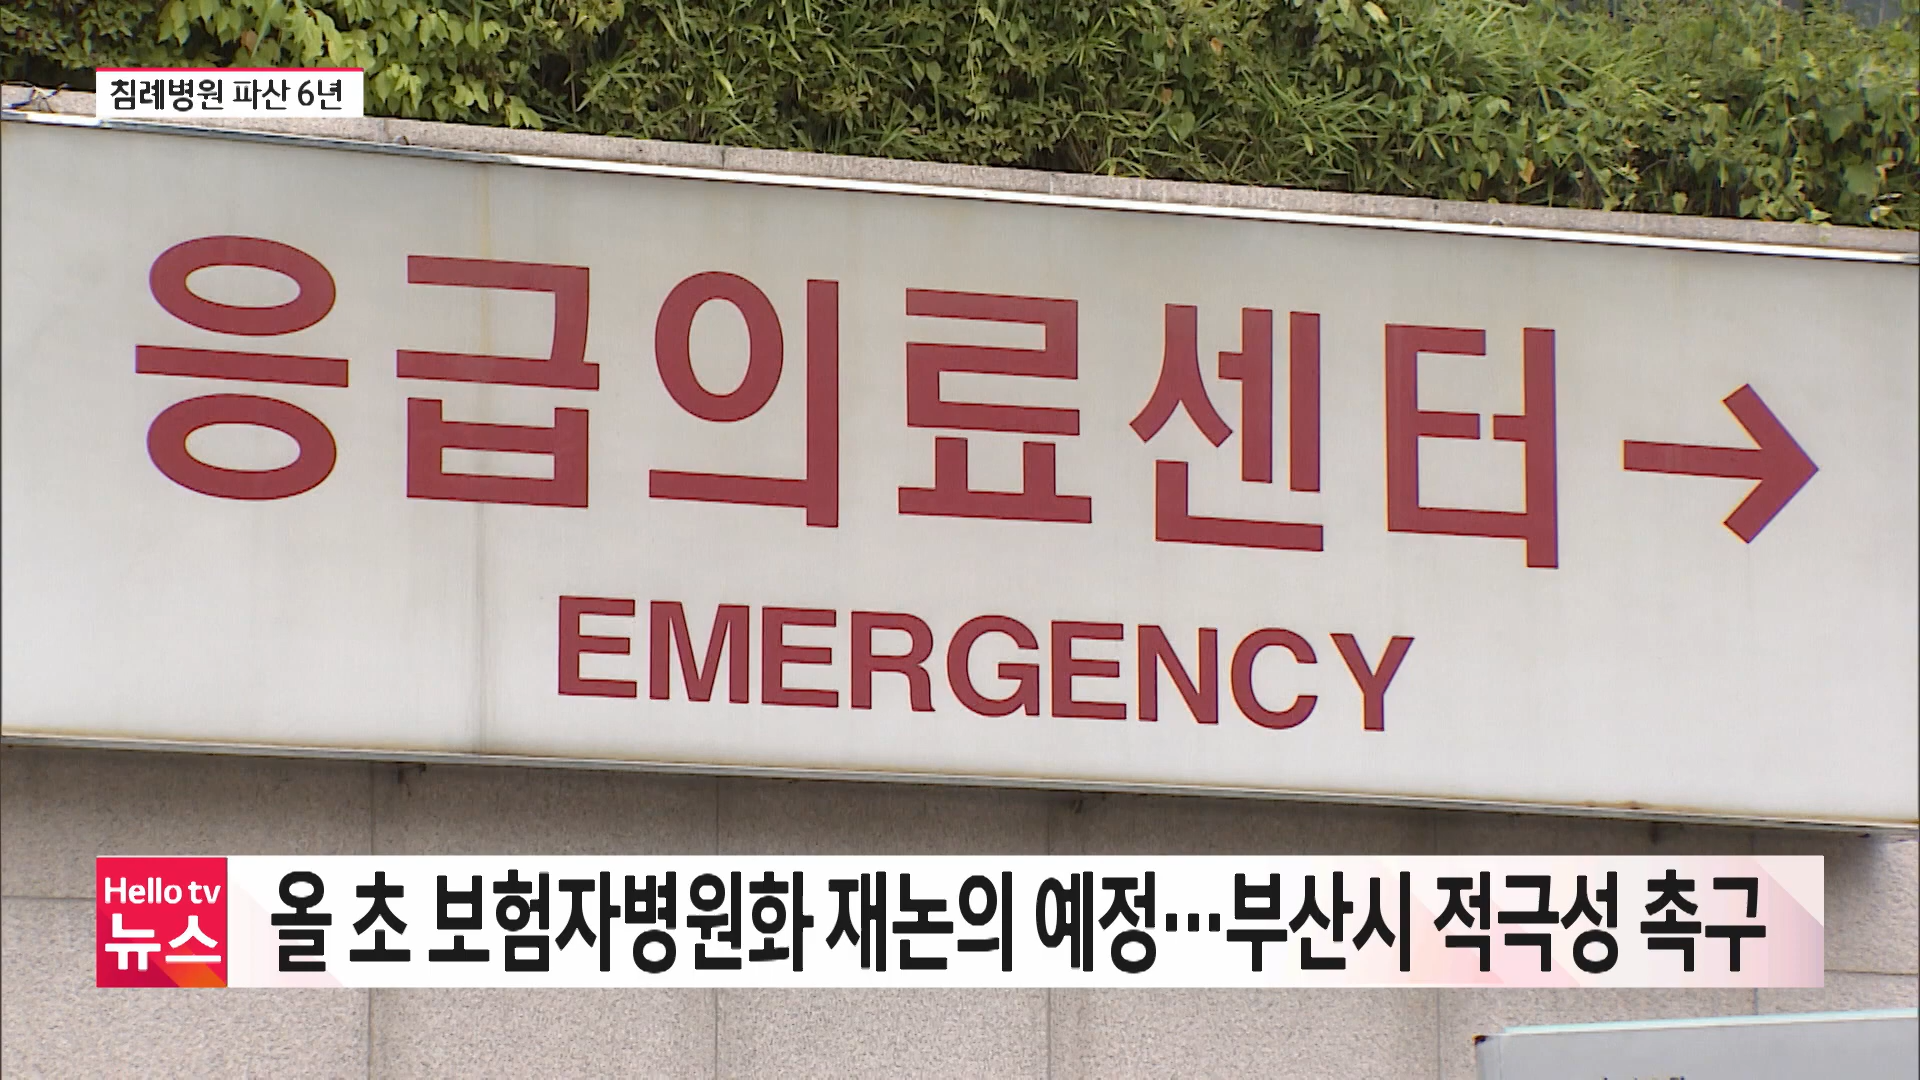 침례병원 파산 6년
응급의료센터→
EMERGENCY
Hello tv
뉴스
올 초 보험자병원화 재논의 예정…부산시 적극성 촉구